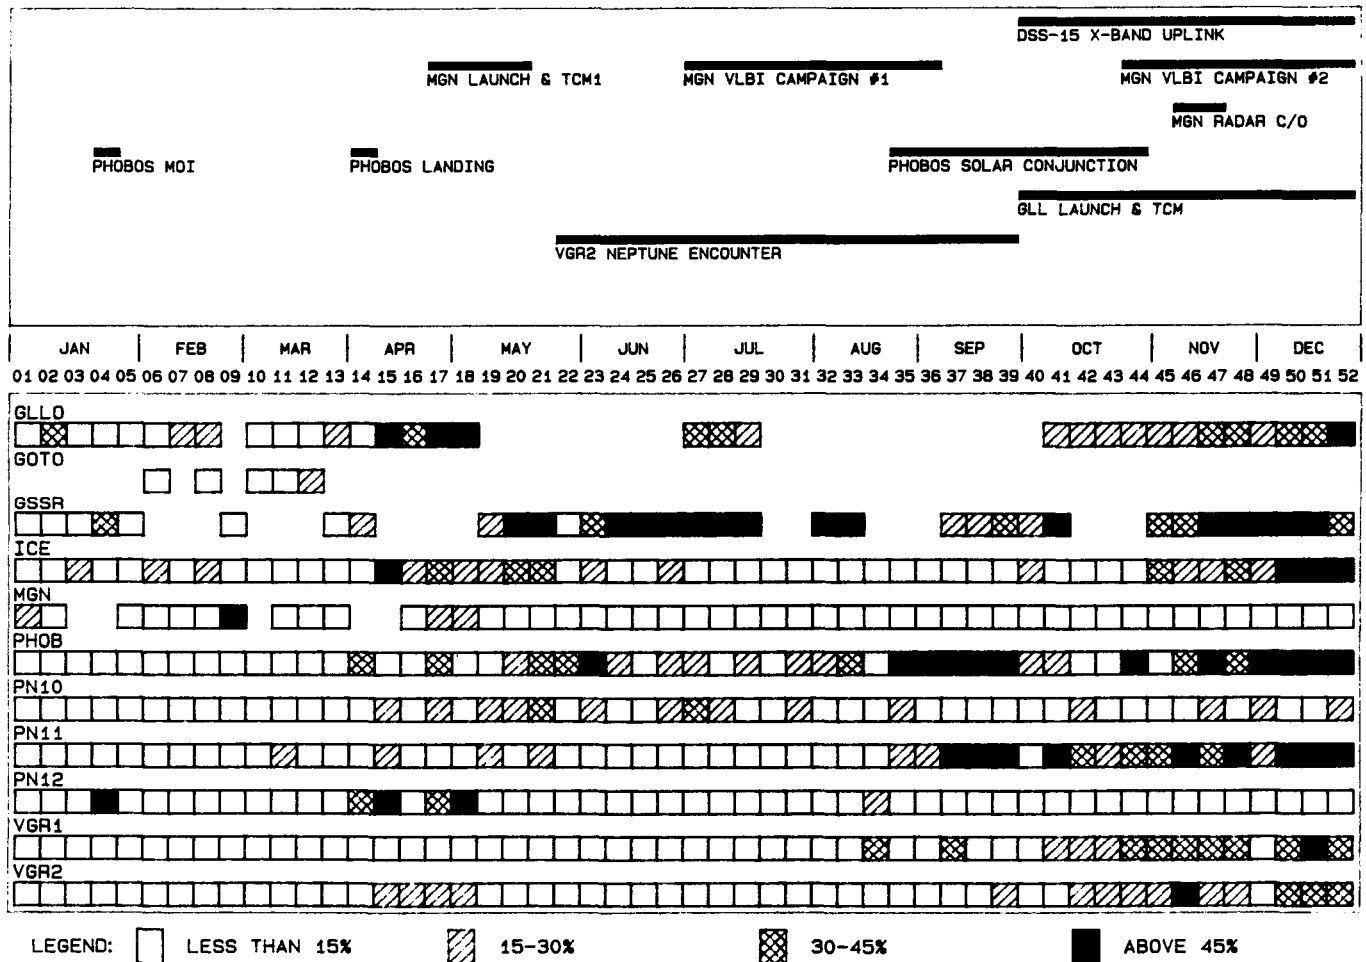 DSS-15 X-BAND UPLINK
MGN LAUNCH & TCM1
MGN VLBI CAMPAIGN #1
MGN VLBI CAMPAIGN #2
MGN RADAR C/O
PHOBOS MOI
PHOBOS LANDING
PHOBOS SOLAR CONJUNCTION
GLL LAUNCH & TCM
VGR2 NEPTUNE ENCOUNTER
JAN FEB MAR APR MAY JUN JUL AUG SEP OCT NOV DEC
01 02 03 04 05 06 07 08 09 10 11 12 13 14 15 16 17 18 19 20 21 22 23 24 25 26 27 28 29 30 31 32 33 34 35 36 37 38 39 40 41 42 43 44 45 46 47 48 49 50 51 52
GLLO
GOTO
GSSR
ICE
MGN
PHOB
PN10
PN11
PN12
VGR1
VGR2
LEGEND: LESS THAN 15% 15-30% 30-45% ABOVE 45%